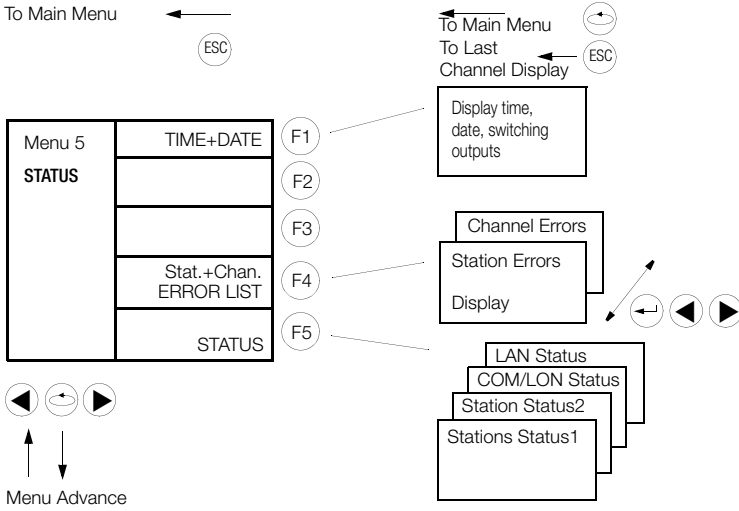 To Main Menu
ESC
To Main Menu
To Last
ESC
Channel Display
Menu 5
STATUS
TIME+DATE
F1
F2
F3
Stat.+Chan.
ERROR LIST
F4
STATUS
F5
Display time,
date, switching
outputs
Channel Errors
Station Errors
Display
LAN Status
COM/LON Status
Station Status2
Stations Status1
Menu Advance